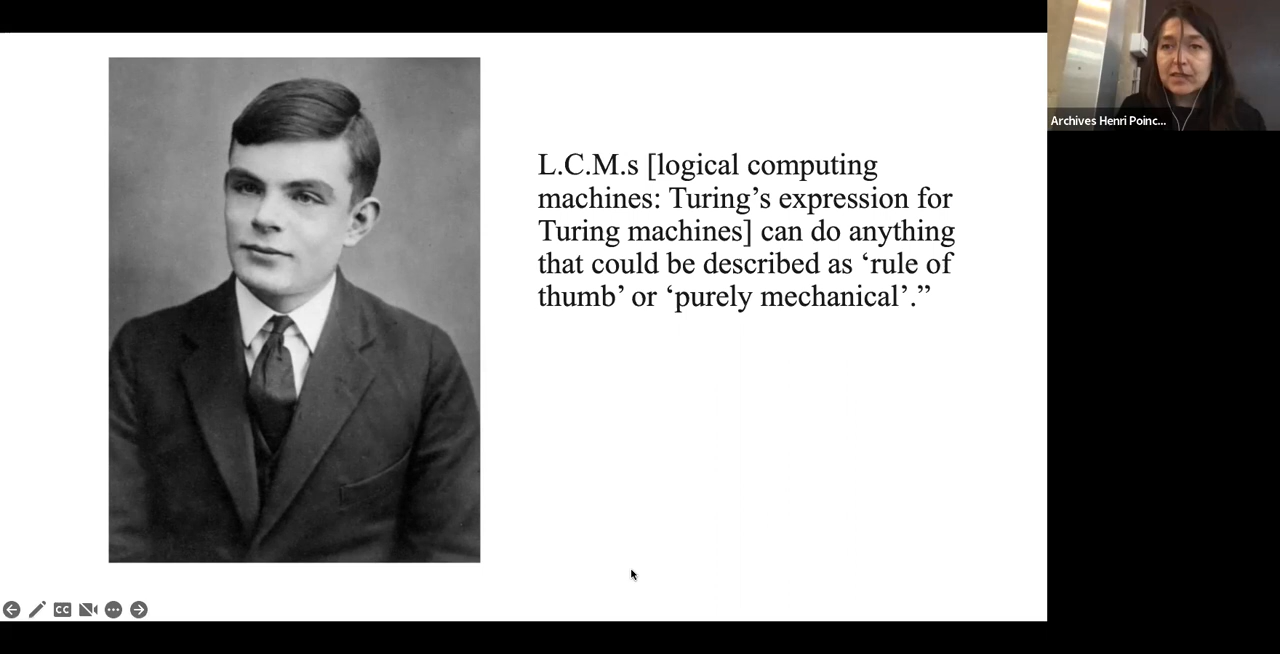 L.C.M.s [logical computing
machines: Turing’s expression for
Turing machines] can do anything
that could be described as ‘rule of
thumb’ or ‘purely mechanical’.”
Archives Henri Poinc...
CC